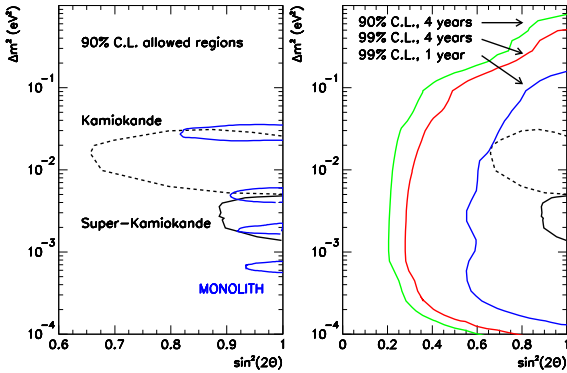 Δm² (eV²)
90% C.L. allowed regions
Kamiokande
Super-Kamiokande
MONOLITH
10⁻¹
10⁻²
10⁻³
10⁻⁴
0.6 0.7 0.8 0.9 1
sin²(2θ)
Δm² (eV²)
90% C.L., 4 years
99% C.L., 4 years
99% C.L., 1 year
10⁻¹
10⁻²
10⁻³
10⁻⁴
0 0.2 0.4 0.6 0.8 1
sin²(2θ)